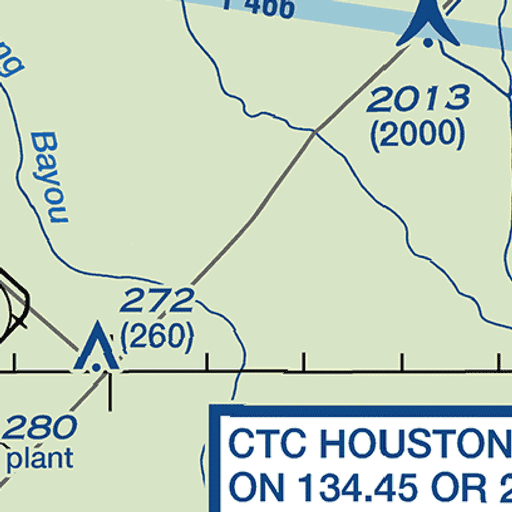 466
Bayou
2013
(2000)
272
(260)
280
plant
CTC HOUSTON
ON 134.45 OR 2